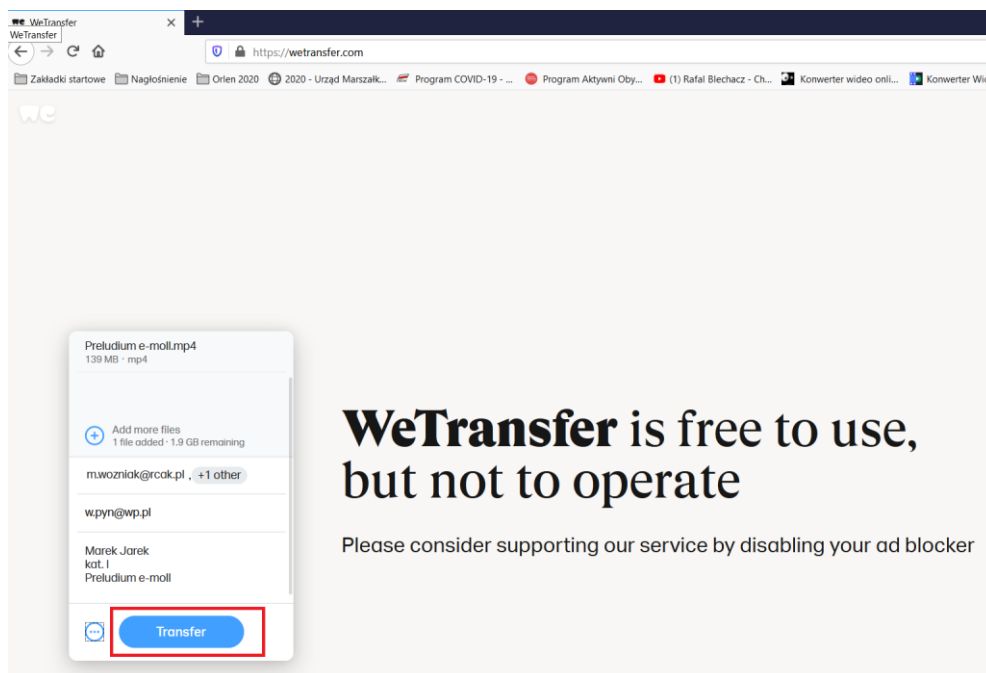 we WeTransfer
WeTransfer
https://wetransfer.com
Zakładki startowe Nagłośnienie Orlen 2020 2020 - Urząd Marszałk... Program COVID-19 - ... Program Aktywni Oby... (1) Rafał Blechacz - Ch... Konwerter wideo onli... Konwerter Wi
we
Preludium e-moll.mp4
139 MB · mp4
Add more files
1 file added · 1.9 GB remaining
m.wozniak@rcak.pl , +1 other
w.pyn@wp.pl
Marek Jarek
kat. I
Preludium e-moll
Transfer
WeTransfer is free to use,
but not to operate
Please consider supporting our service by disabling your ad blocker